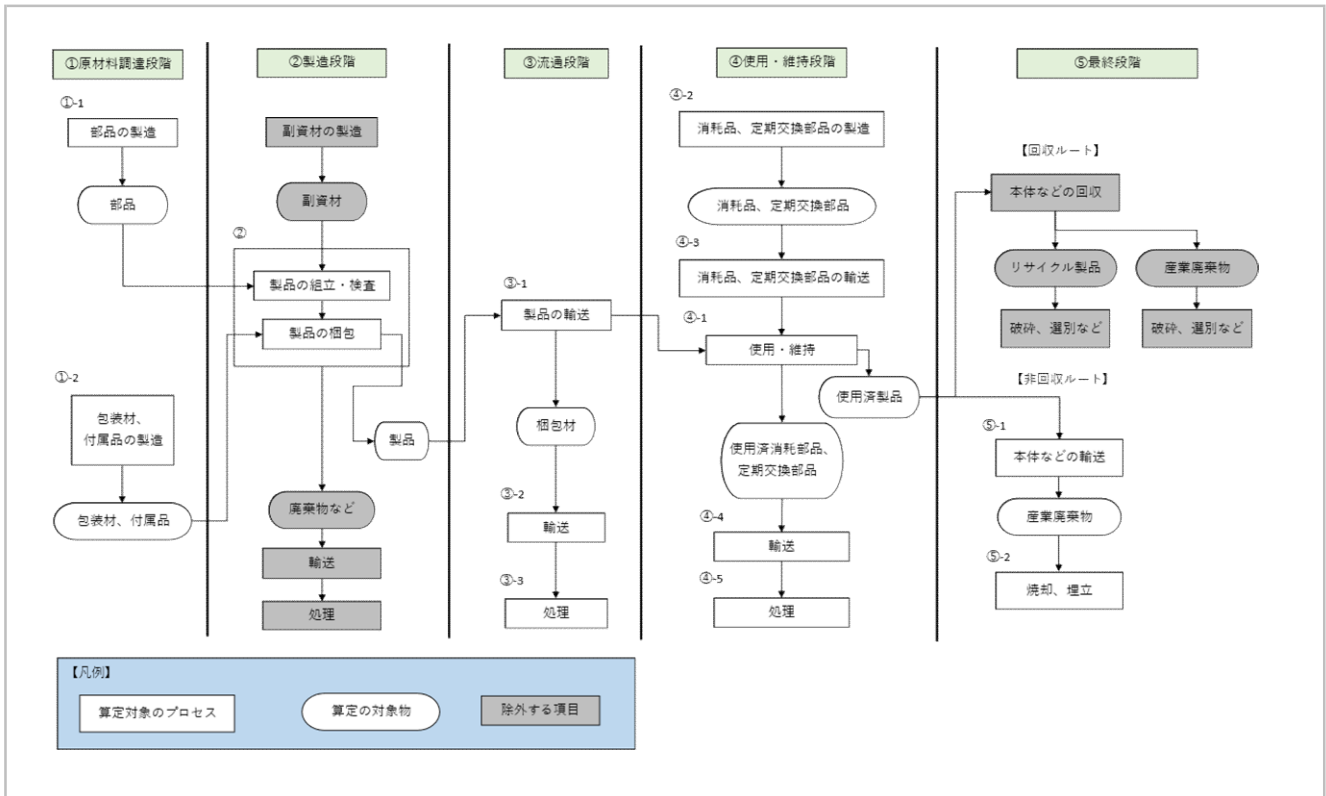 ①原材料調達段階
①-1
部品の製造
部品
①-2
包装材、
付属品の製造
包装材、付属品
②製造段階
副資材の製造
副資材
②
製品の組立・検査
製品の梱包
製品
廃棄物など
輸送
処理
③流通段階
③-1
製品の輸送
梱包材
③-2
輸送
③-3
処理
④使用・維持段階
④-2
消耗品、定期交換部品の製造
消耗品、定期交換部品
④-3
消耗品、定期交換部品の輸送
④-1
使用・維持
使用済製品
使用済消耗部品、
定期交換部品
④-4
輸送
④-5
処理
⑤最終段階
【回収ルート】
本体などの回収
リサイクル製品
産業廃棄物
破砕、選別など
破砕、選別など
【非回収ルート】
⑤-1
本体などの輸送
産業廃棄物
⑤-2
焼却、埋立
【凡例】
算定対象のプロセス
算定の対象物
除外する項目